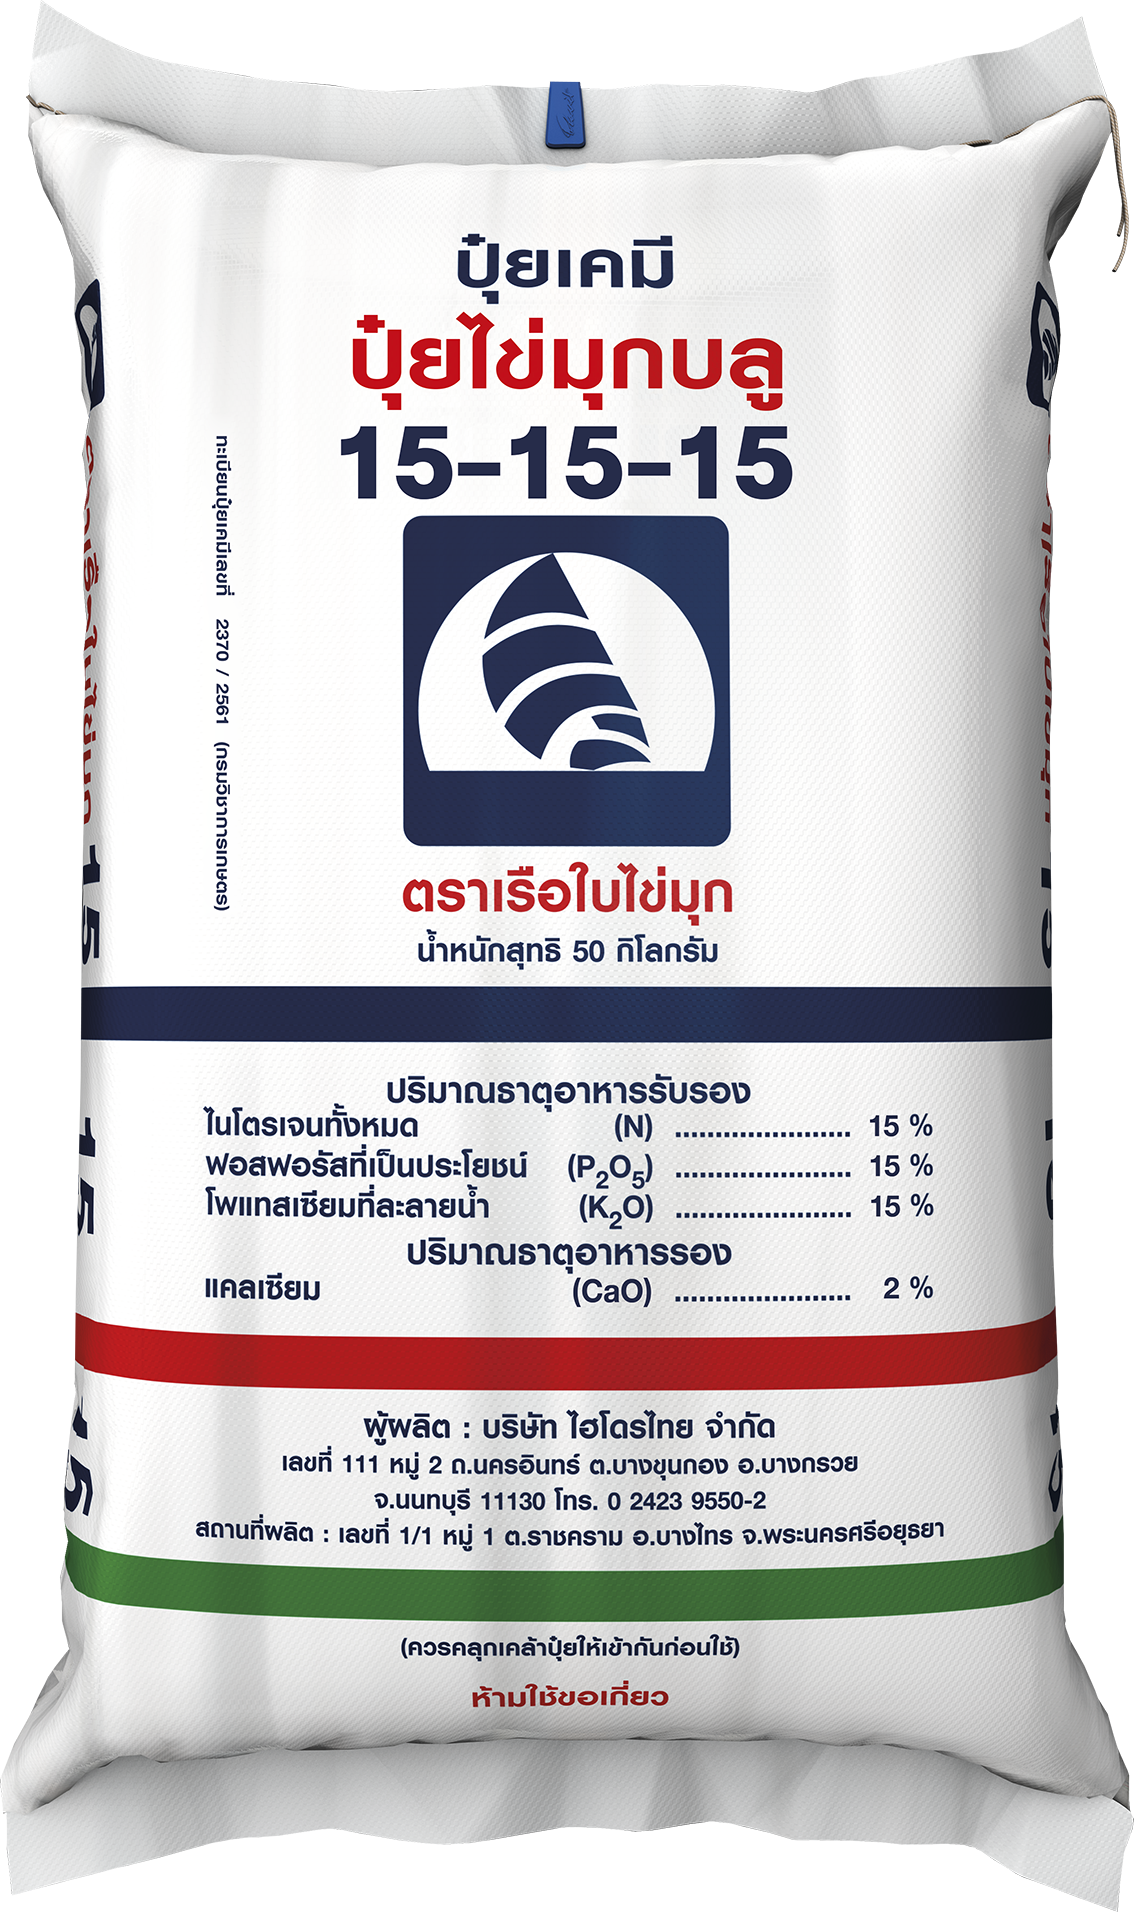 ปุ๋ยเคมี
ปุ๋ยไข่มุกบลู
15-15-15
ทะเบียนปุ๋ยเคมีเลขที่ 2370 / 2561 (กรมวิชาการเกษตร)
ตราเรือใบไข่มุก
น้ำหนักสุทธิ 50 กิโลกรัม
ปริมาณธาตุอาหารรับรอง
ไนโตรเจนทั้งหมด (N) ...................... 15 %
ฟอสฟอรัสที่เป็นประโยชน์ (P₂O₅) ...................... 15 %
โพแทสเซียมที่ละลายน้ำ (K₂O) ...................... 15 %
ปริมาณธาตุอาหารรอง
แคลเซียม (CaO) ...................... 2 %
ผู้ผลิต : บริษัท ไฮโดรไทย จำกัด
เลขที่ 111 หมู่ 2 ถ.นครอินทร์ ต.บางขุนกอง อ.บางกรวย
จ.นนทบุรี 11130 โทร. 0 2423 9550-2
สถานที่ผลิต : เลขที่ 1/1 หมู่ 1 ต.ราชคราม อ.บางไทร จ.พระนครศรีอยุธยา
(ควรคลุกเคล้าปุ๋ยให้เข้ากันก่อนใช้)
ห้ามใช้ขอเกี่ยว
ตราเรือใบไข่มุก 15 15 15